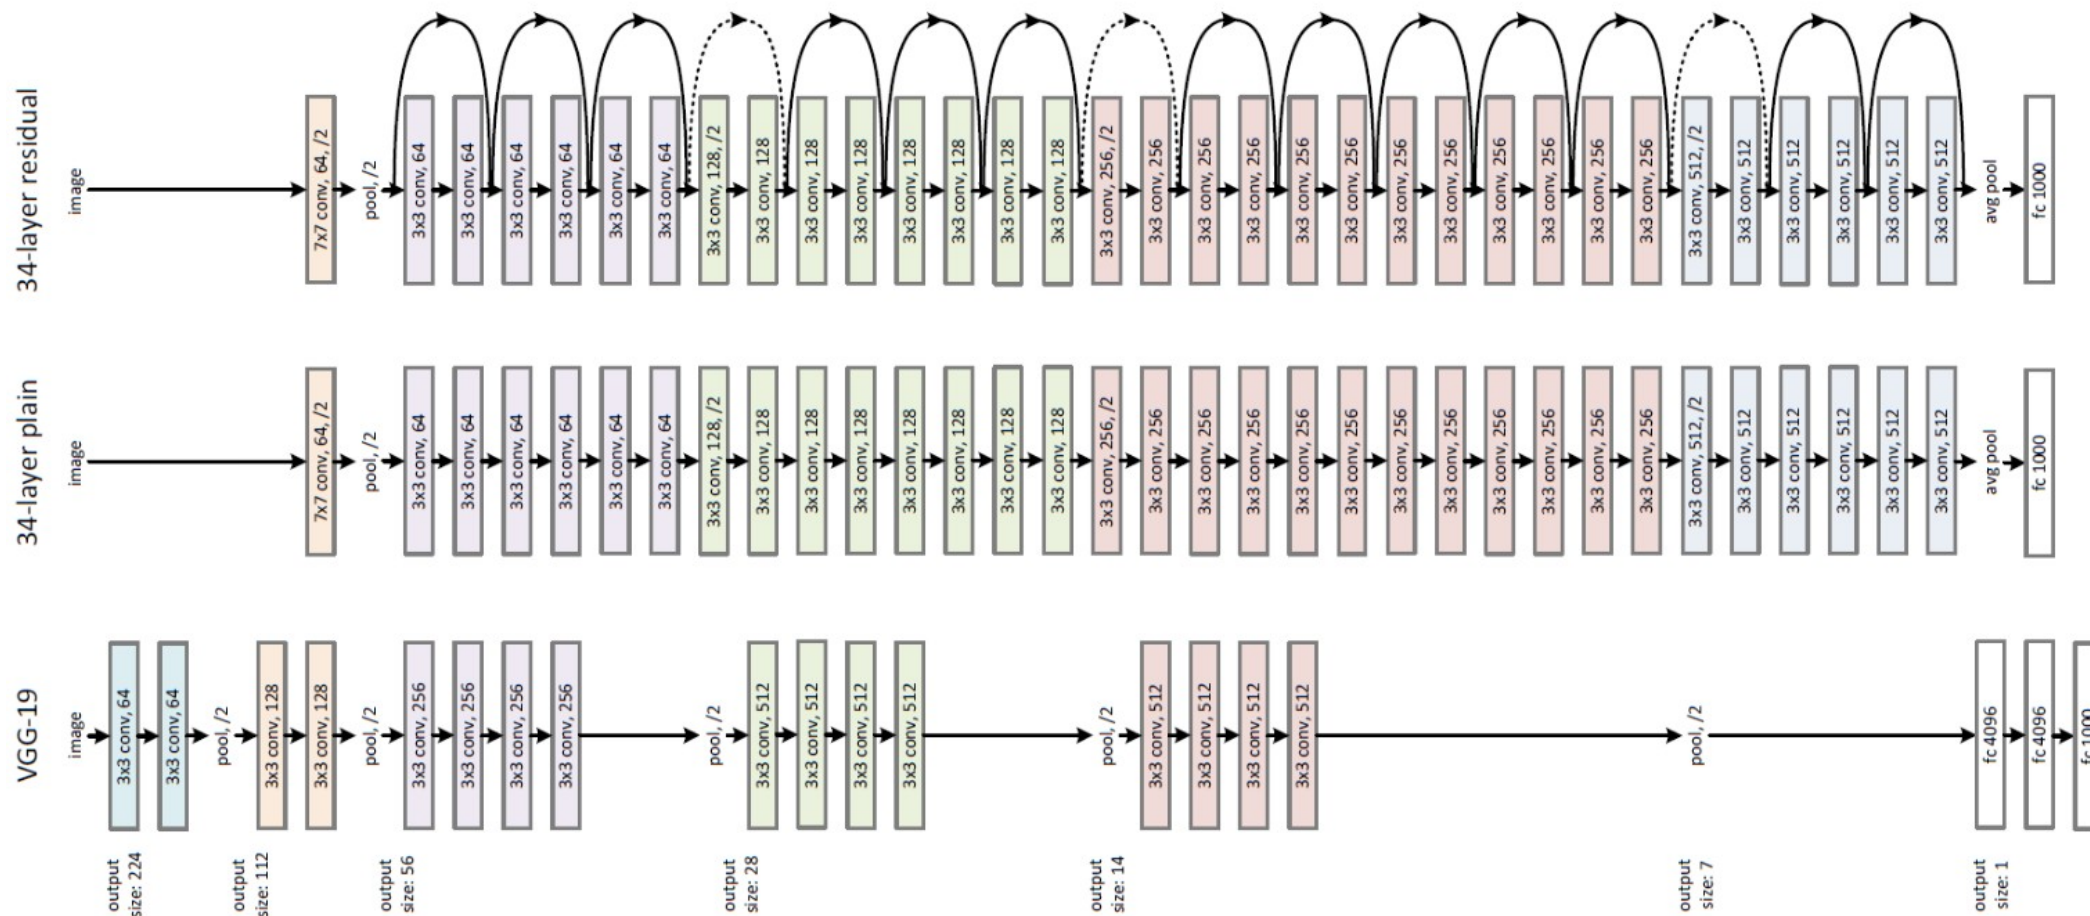 34-layer residual
image
7x7 conv, 64, /2
pool, /2
3x3 conv, 64
3x3 conv, 64
3x3 conv, 64
3x3 conv, 64
3x3 conv, 64
3x3 conv, 64
3x3 conv, 128, /2
3x3 conv, 128
3x3 conv, 128
3x3 conv, 128
3x3 conv, 128
3x3 conv, 128
3x3 conv, 128
3x3 conv, 128
3x3 conv, 256, /2
3x3 conv, 256
3x3 conv, 256
3x3 conv, 256
3x3 conv, 256
3x3 conv, 256
3x3 conv, 256
3x3 conv, 256
3x3 conv, 256
3x3 conv, 256
3x3 conv, 256
3x3 conv, 256
3x3 conv, 512, /2
3x3 conv, 512
3x3 conv, 512
3x3 conv, 512
3x3 conv, 512
3x3 conv, 512
avg pool
fc 1000
34-layer plain
image
7x7 conv, 64, /2
pool, /2
3x3 conv, 64
3x3 conv, 64
3x3 conv, 64
3x3 conv, 64
3x3 conv, 64
3x3 conv, 64
3x3 conv, 128, /2
3x3 conv, 128
3x3 conv, 128
3x3 conv, 128
3x3 conv, 128
3x3 conv, 128
3x3 conv, 128
3x3 conv, 128
3x3 conv, 256, /2
3x3 conv, 256
3x3 conv, 256
3x3 conv, 256
3x3 conv, 256
3x3 conv, 256
3x3 conv, 256
3x3 conv, 256
3x3 conv, 256
3x3 conv, 256
3x3 conv, 256
3x3 conv, 256
3x3 conv, 512, /2
3x3 conv, 512
3x3 conv, 512
3x3 conv, 512
3x3 conv, 512
3x3 conv, 512
avg pool
fc 1000
VGG-19
image
3x3 conv, 64
3x3 conv, 64
pool, /2
3x3 conv, 128
3x3 conv, 128
pool, /2
3x3 conv, 256
3x3 conv, 256
3x3 conv, 256
3x3 conv, 256
pool, /2
3x3 conv, 512
3x3 conv, 512
3x3 conv, 512
3x3 conv, 512
pool, /2
3x3 conv, 512
3x3 conv, 512
3x3 conv, 512
3x3 conv, 512
pool, /2
fc 4096
fc 4096
fc 1000
output
size: 224
output
size: 112
output
size: 56
output
size: 28
output
size: 14
output
size: 7
output
size: 1